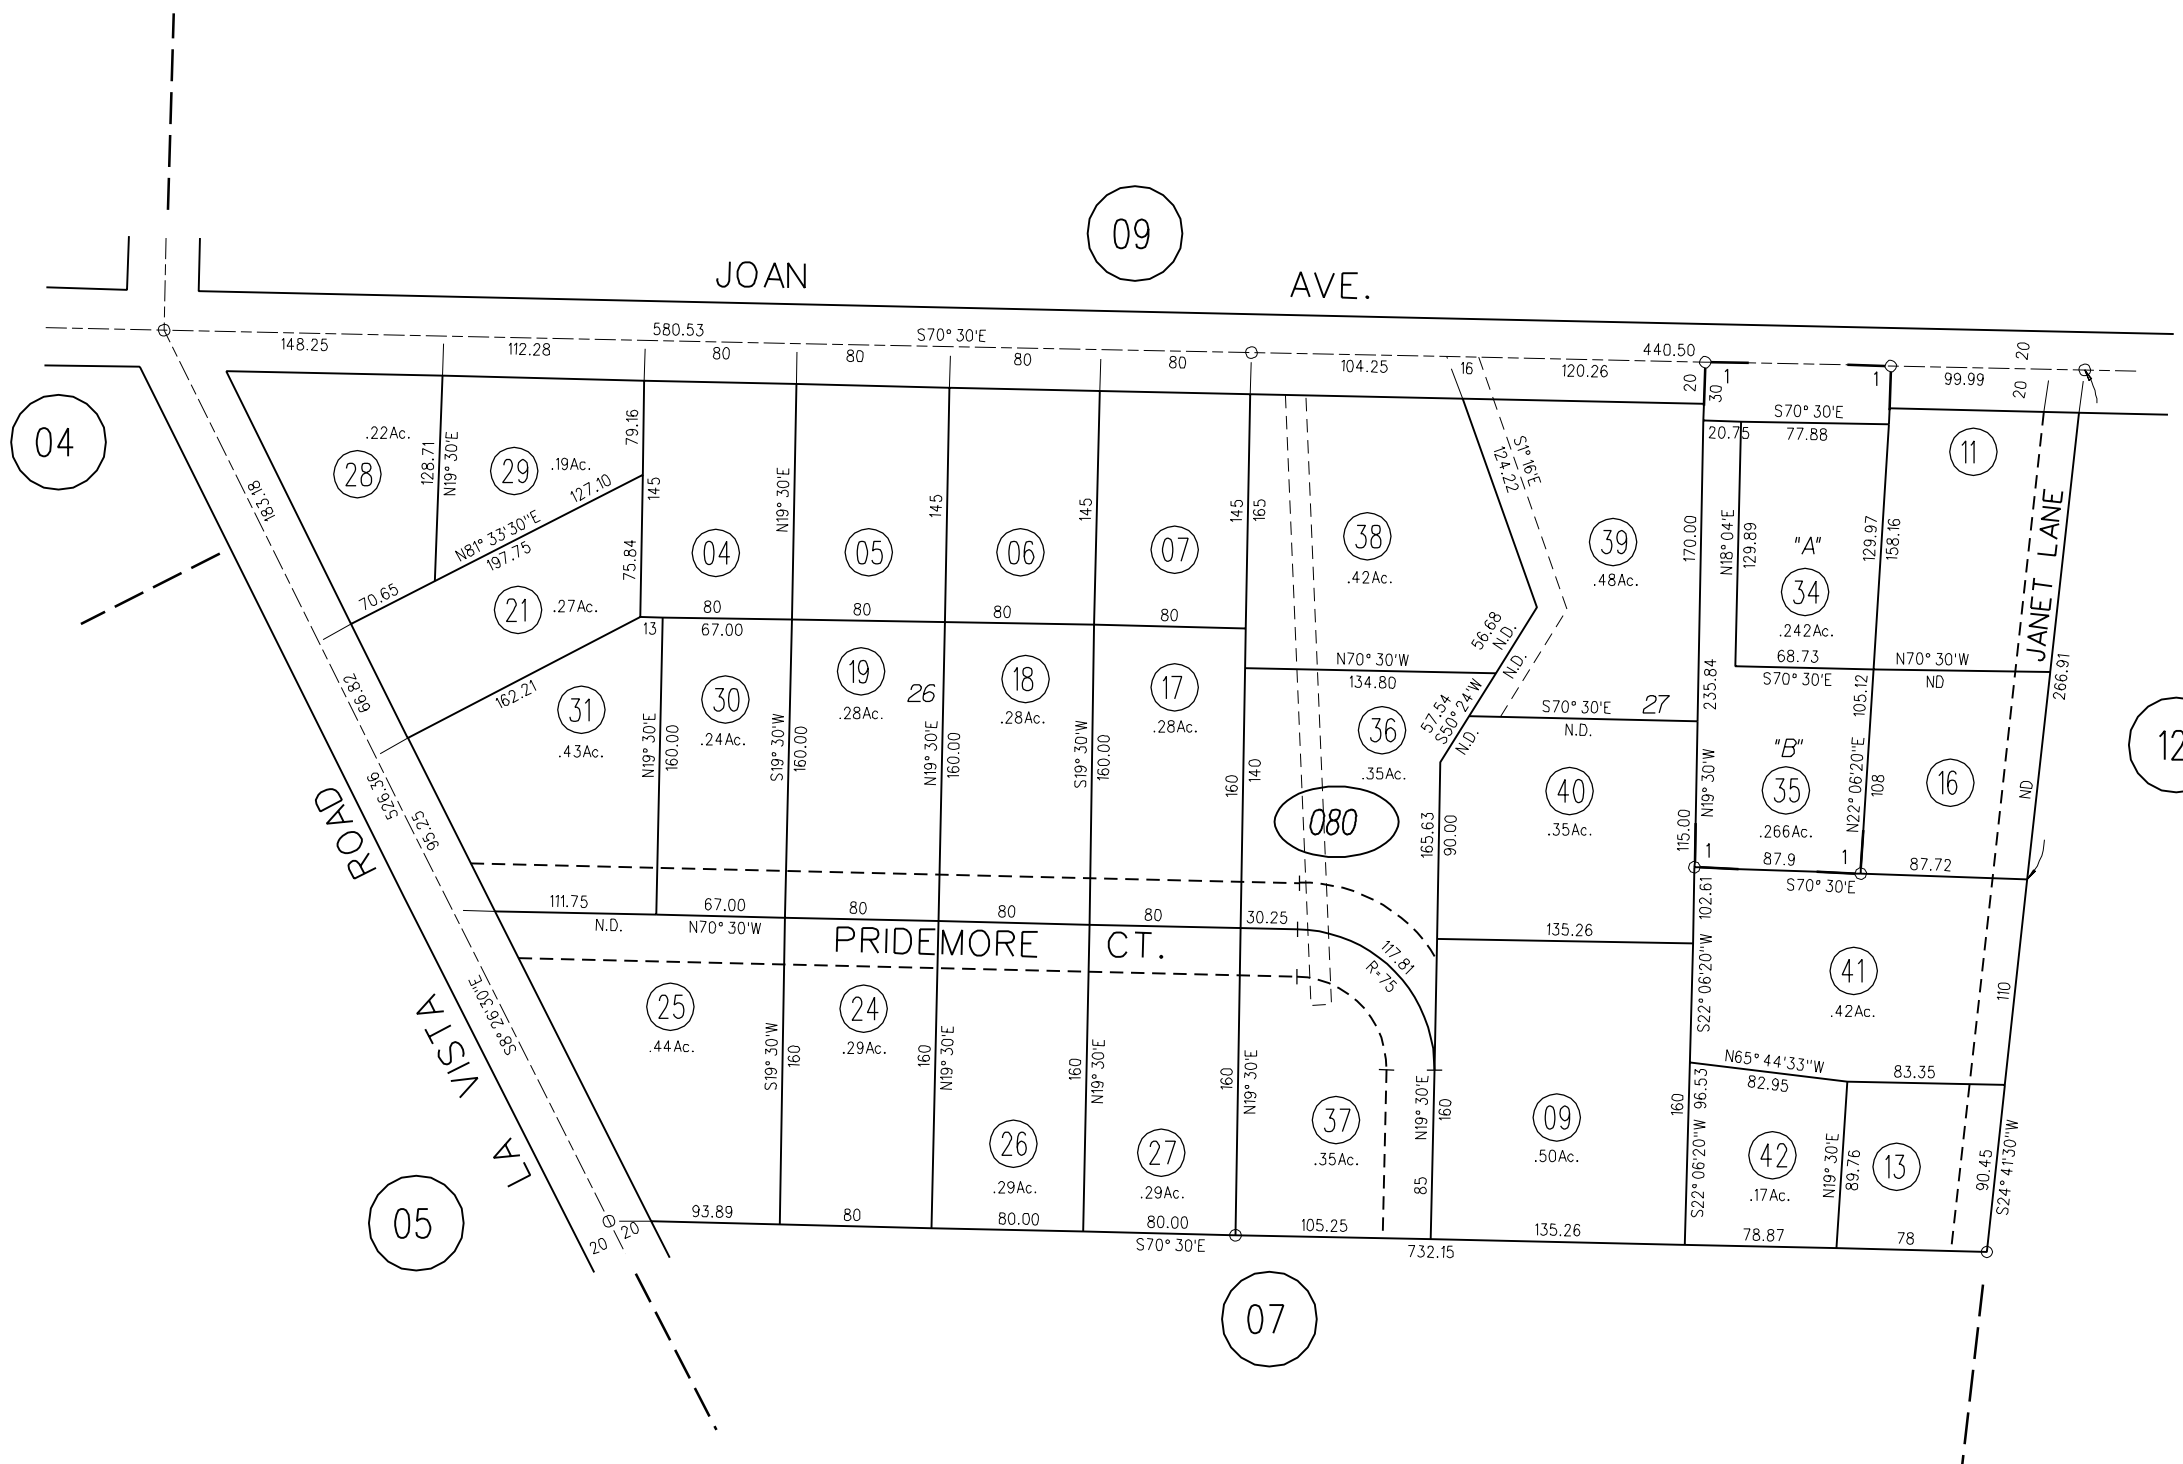 09
JOAN AVE.
580.53
S70° 30'E
440.50
20
148.25
112.28
80
80
80
80
104.25
16
120.26
20
30
1
1
99.99
20
S70° 30'E
20.75
77.88
04
.22Ac.
28
128.71
N19° 30'E
29
.19Ac.
79.16
127.10
145
N81° 33'30"E
197.75
70.65
183.18
75.84
21
.27Ac.
N19° 30'E
04
05
145
06
145
07
145
165
38
.42Ac.
S1° 16'E
124.22
39
.48Ac.
170.00
N18° 04'E
129.89
"A"
34
.242Ac.
129.97
158.16
11
JANET LANE
80
80
80
80
13
67.00
56.68
N.D.
N.D.
N70° 30'W
134.80
68.73
S70° 30'E
N70° 30'W
ND
266.91
66.82
162.21
31
.43Ac.
N19° 30'E
160.00
30
.24Ac.
S19° 30'W
160.00
19
.28Ac.
26
N19° 30'E
160.00
18
.28Ac.
S19° 30'W
160.00
17
.28Ac.
160
140
36
.35Ac.
57.54
S50° 24'W
N.D.
S70° 30'E
N.D.
27
235.84
N19° 30'W
105.12
"B"
35
.266Ac.
N22° 06'20"E
108
16
ND
12
526.36
95.25
080
165.63
90.00
40
.35Ac.
115.00
1
87.9
1
S70° 30'E
87.72
111.75
N.D.
67.00
N70° 30'W
80
80
80
30.25
PRIDEMORE CT.
117.81
R=75
135.26
102.61
S22° 06'20"W
41
.42Ac.
110
LA VISTA ROAD
S8° 26'30"E
25
.44Ac.
S19° 30'W
160
24
.29Ac.
160
N19° 30'E
26
.29Ac.
160
N19° 30'E
27
.29Ac.
160
N19° 30'E
37
.35Ac.
N19° 30'E
85
160
09
.50Ac.
160
96.53
S22° 06'20"W
N65° 44'33"W
82.95
83.35
42
.17Ac.
N19° 30'E
89.76
13
90.45
S24° 41'30"W
05
20
20
93.89
80
80.00
80.00
S70° 30'E
105.25
732.15
135.26
78.87
78
07